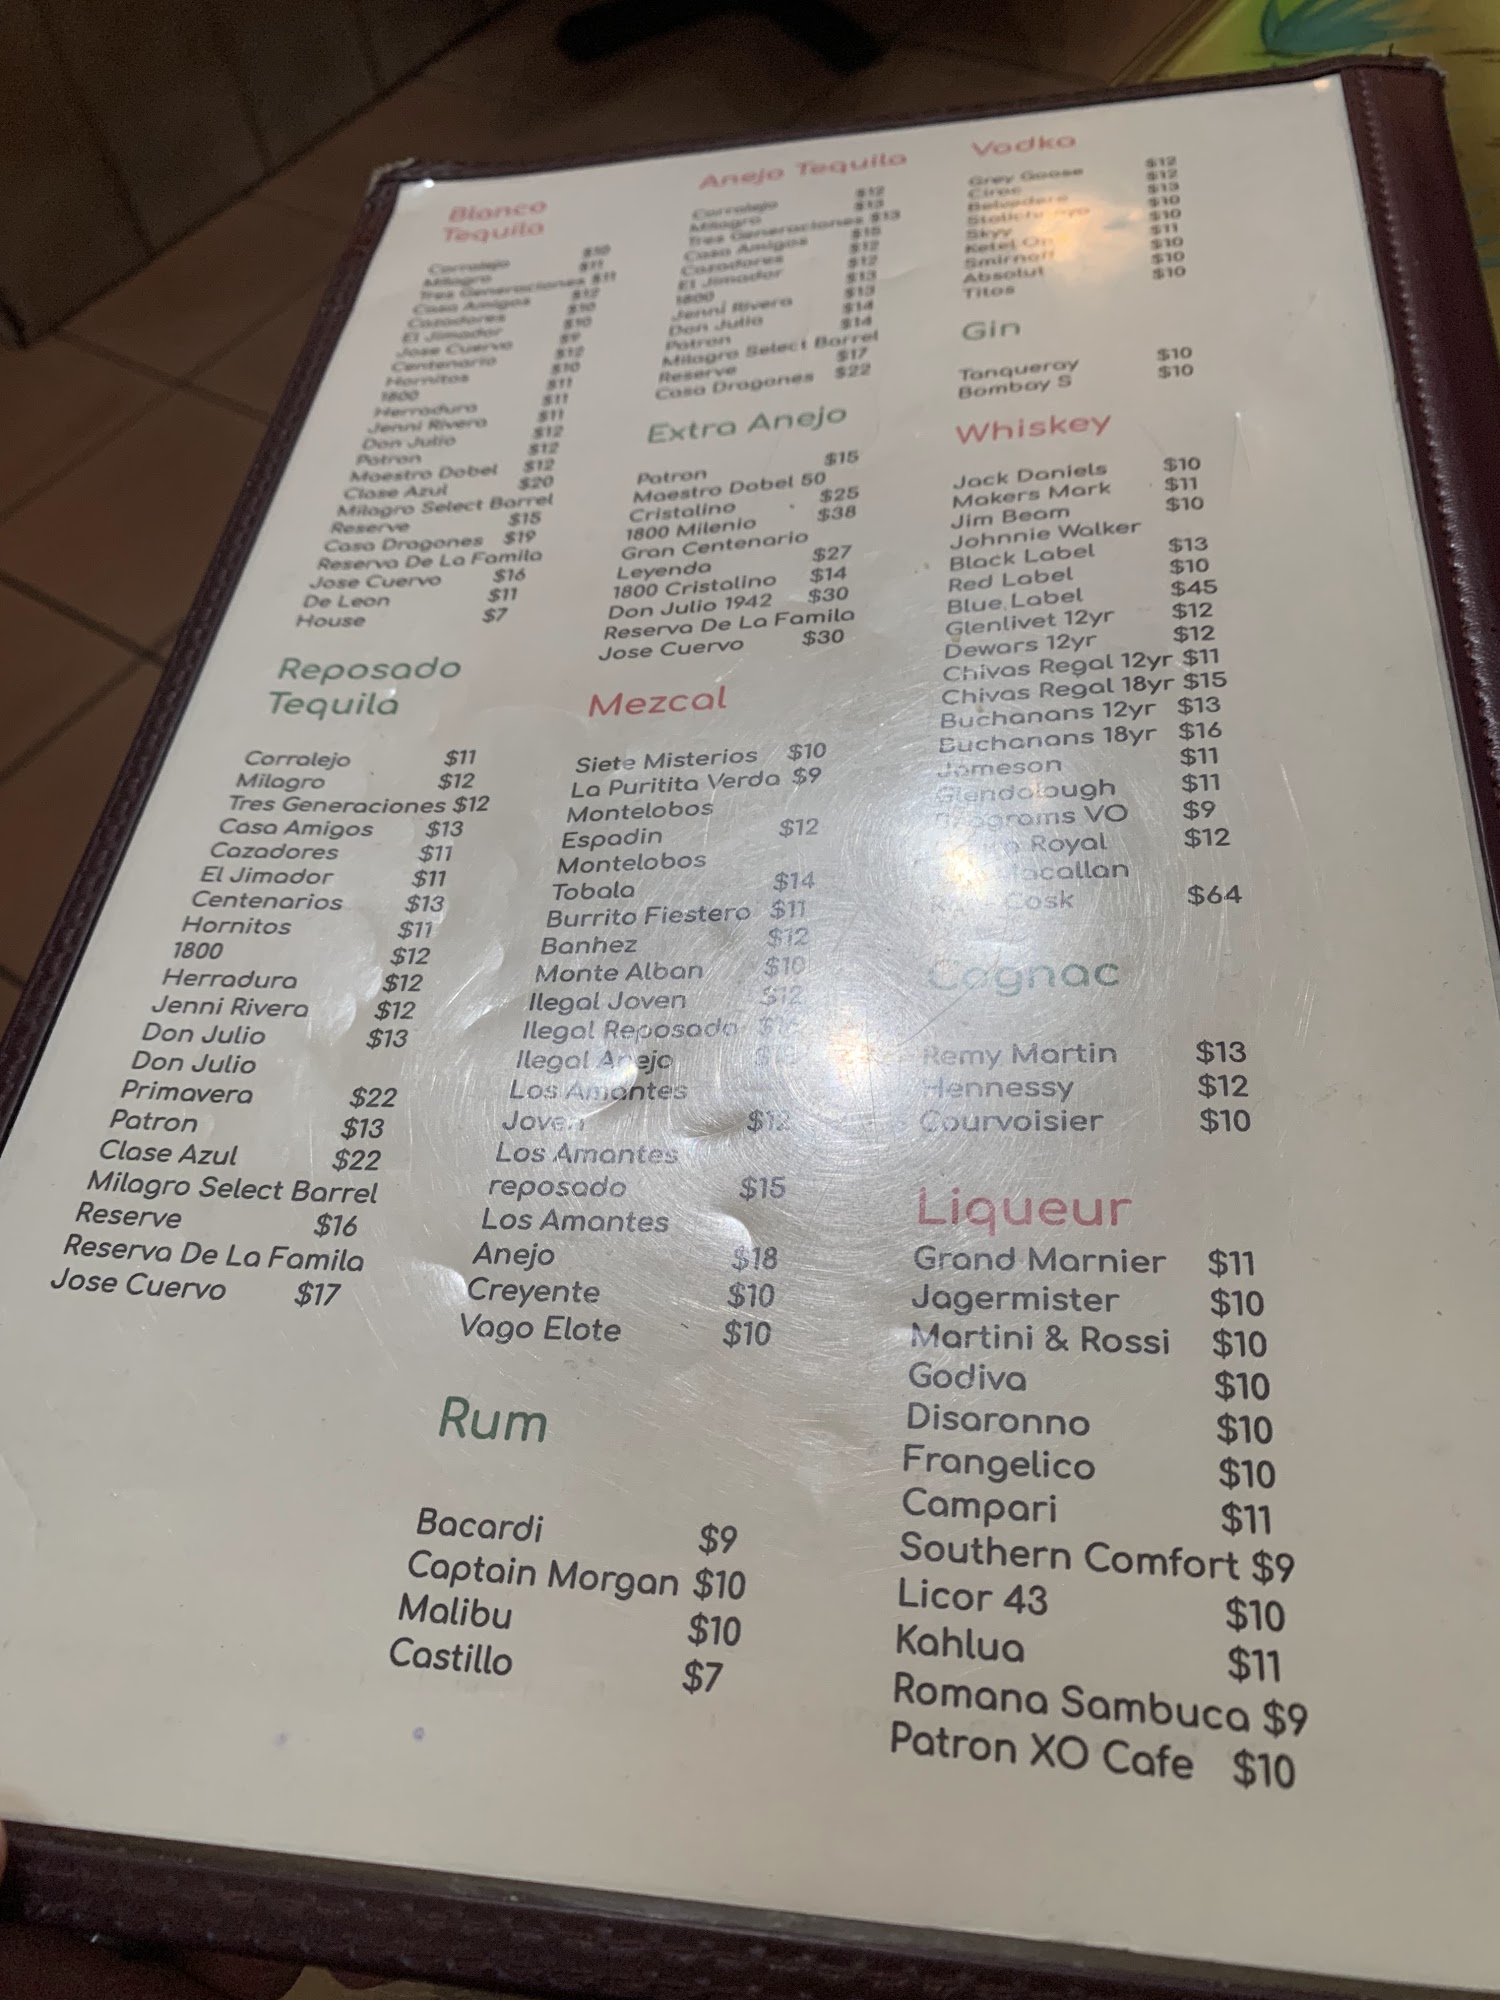 Blanco
Tequila
Corralejo $10
Milagro $11
Tres Generaciones $11
Casa Amigos $12
Cazadores $10
El Jimador $10
Jose Cuervo $9
Centenario $12
Hornitos $10
1800 $11
Herradura $11
Jenni Rivera $11
Don Julio $12
Patron $12
Maestro Dobel $12
Clase Azul $20
Milagro Select Barrel
Reserve $15
Casa Dragones $19
Reserva De La Famila
Jose Cuervo $16
De Leon $11
House $7
Reposado
Tequila
Corralejo $11
Milagro $12
Tres Generaciones $12
Casa Amigos $13
Cazadores $11
El Jimador $11
Centenarios $13
Hornitos $11
1800 $12
Herradura $12
Jenni Rivera $12
Don Julio $13
Don Julio
Primavera $22
Patron $13
Clase Azul $22
Milagro Select Barrel
Reserve $16
Reserva De La Famila
Jose Cuervo $17
Anejo Tequila
Corralejo $12
Milagro $13
Tres Generaciones $13
Casa Amigos $15
Cazadores $12
El Jimador $12
1800 $13
Jenni Rivera $13
Don Julio $14
Patron $14
Milagro Select Barrel
Reserve $17
Casa Dragones $22
Extra Anejo
Patron $15
Maestro Dobel 50
Cristalino $25
1800 Milenio $38
Gran Centenario
Leyenda $27
1800 Cristalino $14
Don Julio 1942 $30
Reserva De La Famila
Jose Cuervo $30
Mezcal
Siete Misterios $10
La Puritita Verda $9
Montelobos
Espadin $12
Montelobos
Tobala $14
Burrito Fiestero $11
Banhez $12
Monte Alban $10
Ilegal Joven $12
Ilegal Reposado
Ilegal Anejo
Los Amantes
Joven $12
Los Amantes
reposado $15
Los Amantes
Anejo $18
Creyente $10
Vago Elote $10
Rum
Bacardi $9
Captain Morgan $10
Malibu $10
Castillo $7
Vodka
Grey Goose $12
Ciroc $12
Belvedere $13
$10
Skyy $10
Ketel On $11
Smirnoff $10
Absolut $10
Titos $10
Gin
Tanqueray $10
Bombay S $10
Whiskey
Jack Daniels $10
Makers Mark $11
Jim Beam $10
Johnnie Walker
Black Label $13
Red Label $10
Blue Label $45
Glenlivet 12yr $12
Dewars 12yr $12
Chivas Regal 12yr $11
Chivas Regal 18yr $15
Buchanans 12yr $13
Buchanans 18yr $16
Jameson $11
Glendalough $11
VO $9
Royal $12
Macallan
Cask $64
Cognac
Remy Martin $13
Hennessy $12
Courvoisier $10
Liqueur
Grand Marnier $11
Jagermister $10
Martini & Rossi $10
Godiva $10
Disaronno $10
Frangelico $10
Campari $11
Southern Comfort $9
Licor 43 $10
Kahlua $11
Romana Sambuca $9
Patron XO Cafe $10